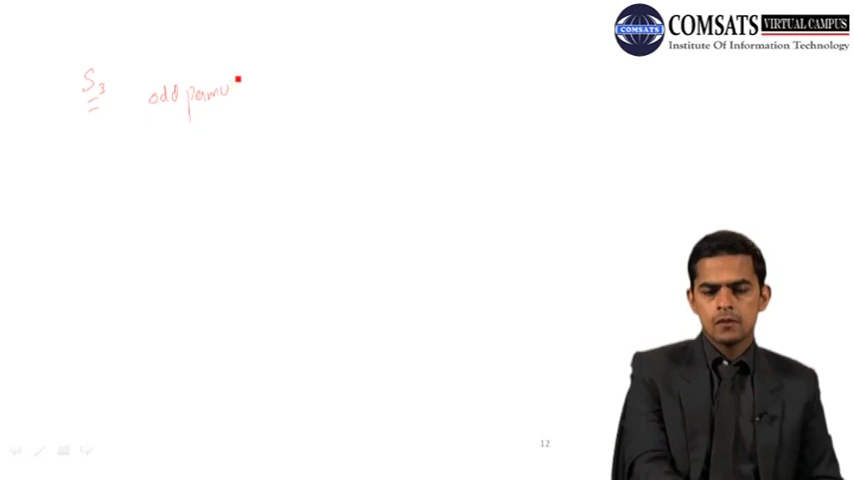 COMSATS
COMSATS VIRTUAL CAMPUS
Institute Of Information Technology
S₃ odd permu
12